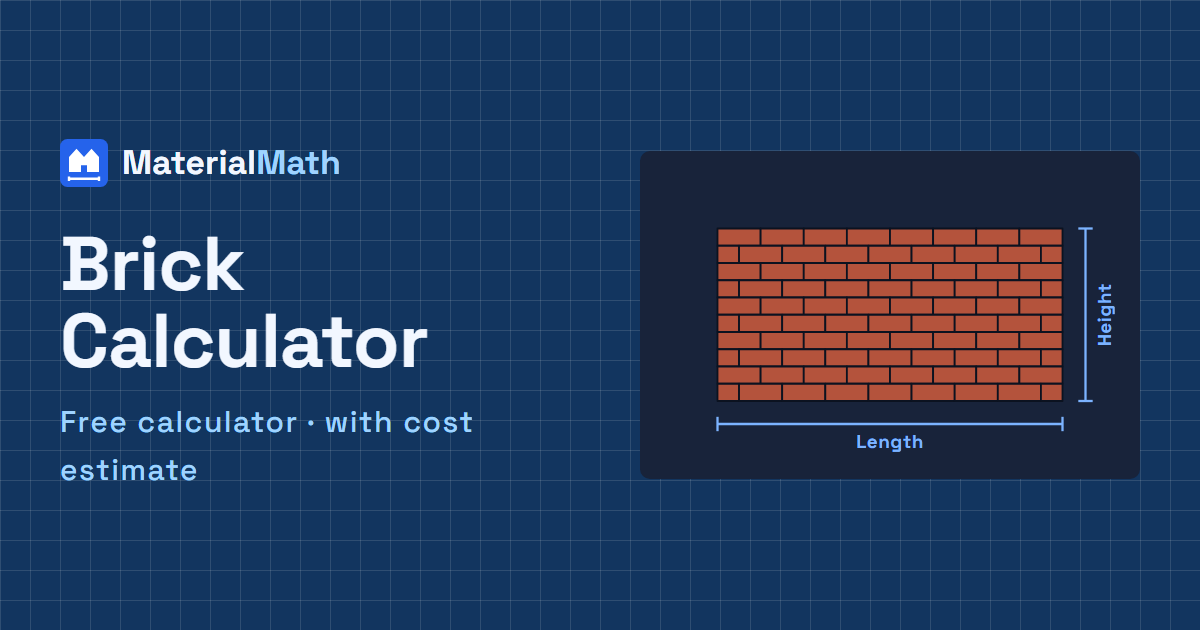 MaterialMath
Brick
Calculator
Free calculator · with cost
estimate
Height
Length